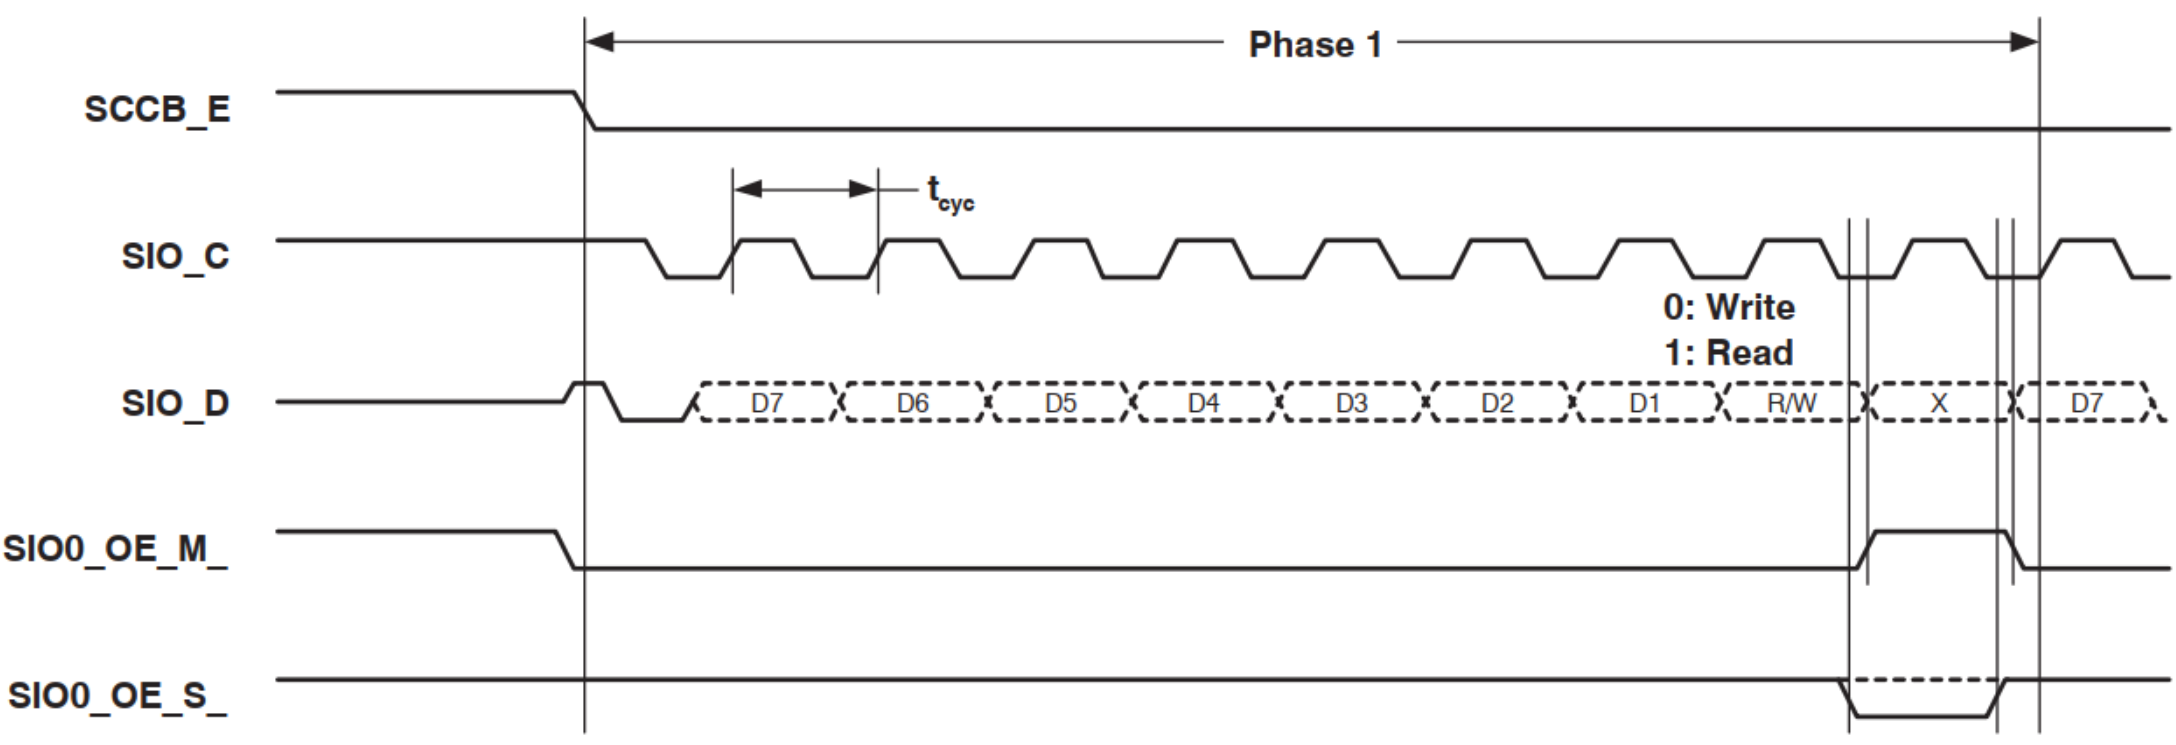 Phase 1
SCCB_E
tcyc
SIO_C
0: Write
1: Read
SIO_D D7 D6 D5 D4 D3 D2 D1 R/W X D7
SIO0_OE_M_
SIO0_OE_S_